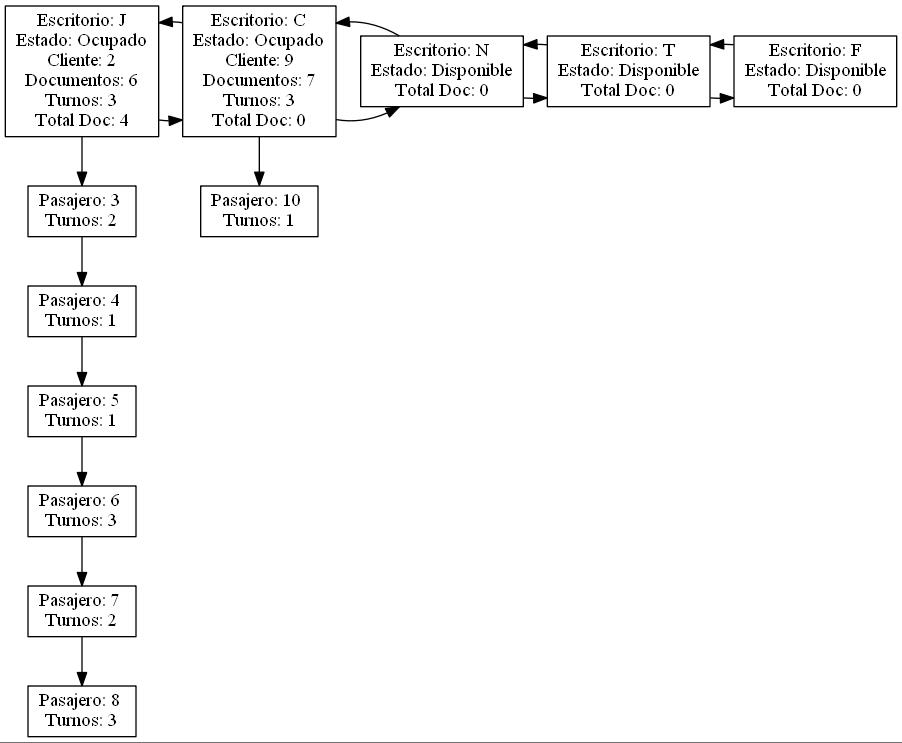 Escritorio: J
Estado: Ocupado
Cliente: 2
Documentos: 6
Turnos: 3
Total Doc: 4
Escritorio: C
Estado: Ocupado
Cliente: 9
Documentos: 7
Turnos: 3
Total Doc: 0
Escritorio: N
Estado: Disponible
Total Doc: 0
Escritorio: T
Estado: Disponible
Total Doc: 0
Escritorio: F
Estado: Disponible
Total Doc: 0
Pasajero: 3
Turnos: 2
Pasajero: 10
Turnos: 1
Pasajero: 4
Turnos: 1
Pasajero: 5
Turnos: 1
Pasajero: 6
Turnos: 3
Pasajero: 7
Turnos: 2
Pasajero: 8
Turnos: 3